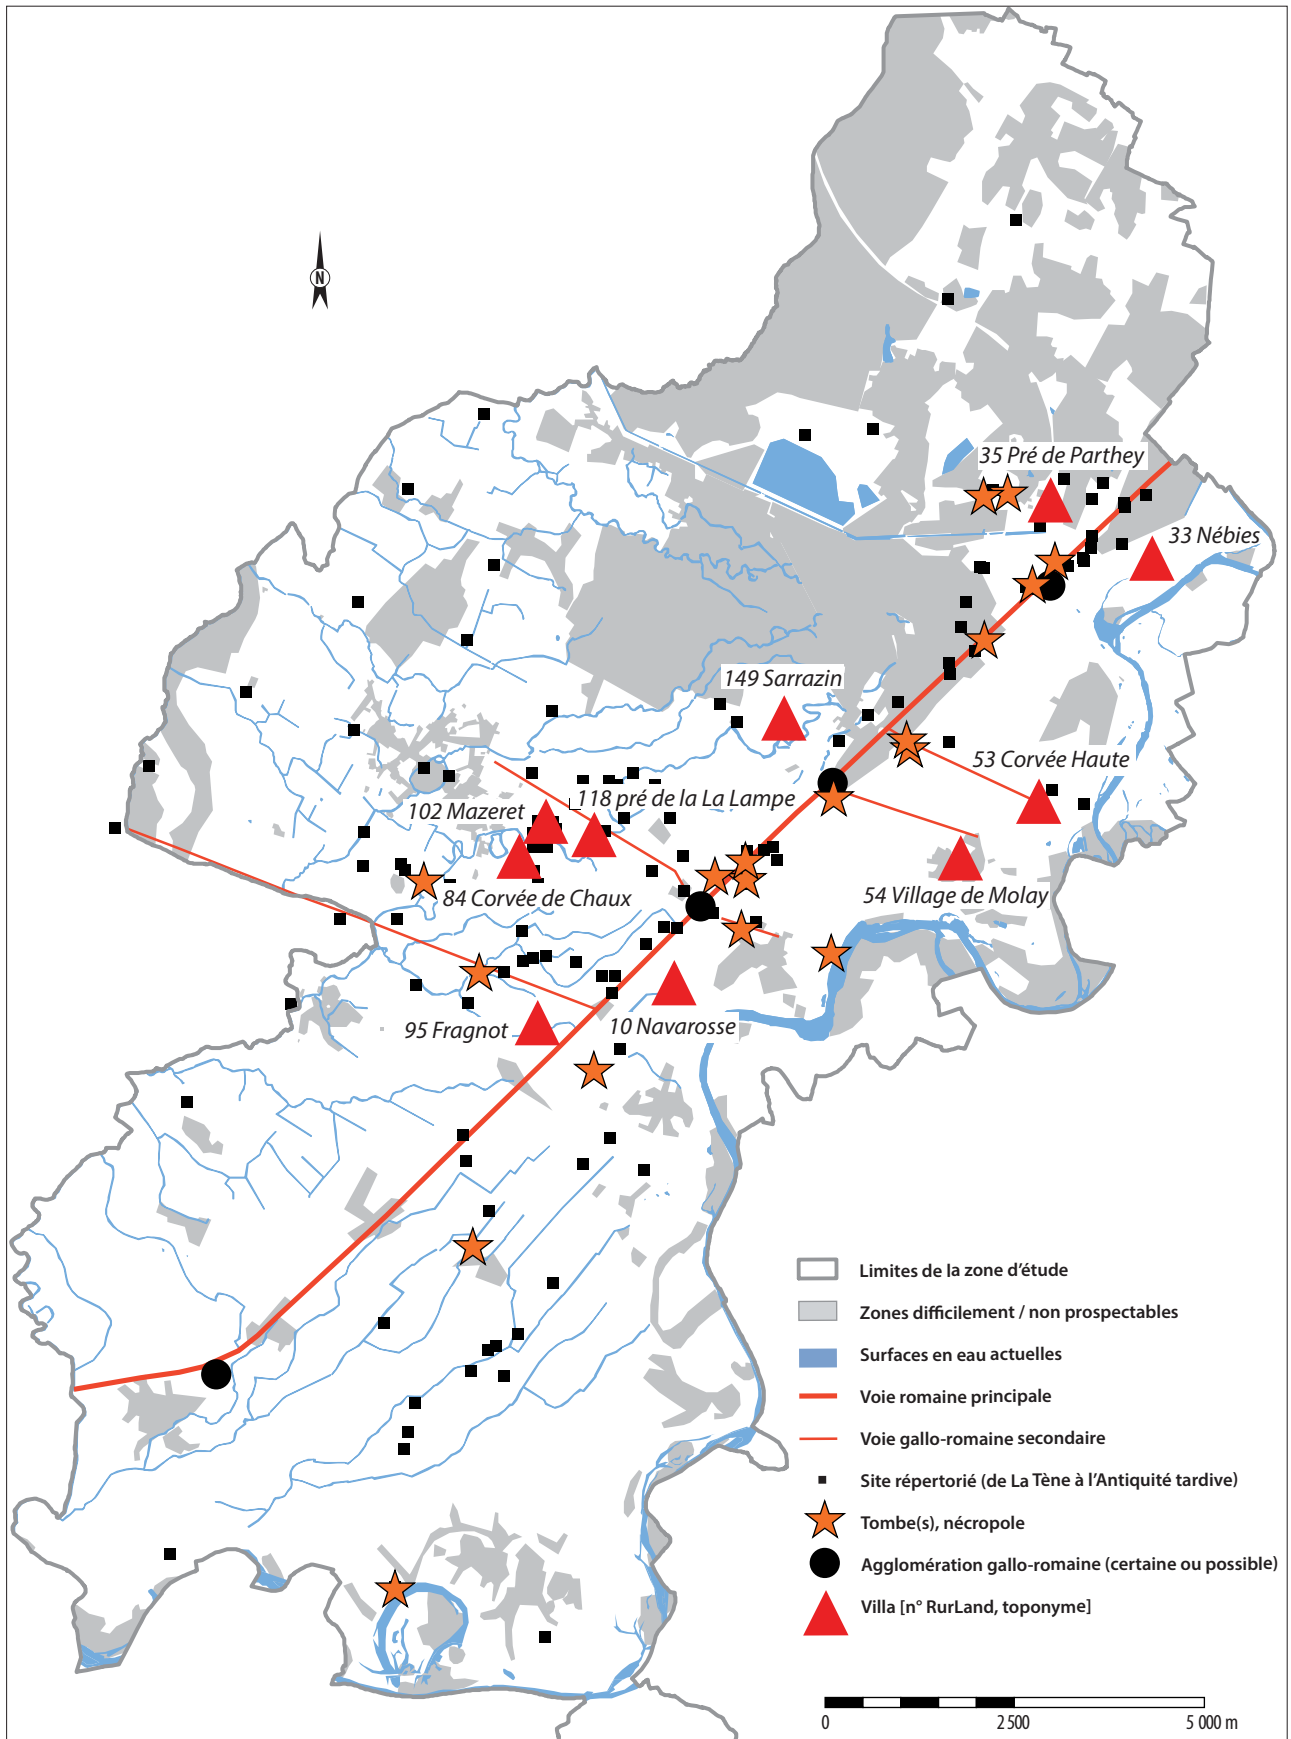 N
35 Pré de Parthey
33 Nébies
149 Sarrazin
53 Corvée Haute
118 pré de la La Lampe
102 Mazeret
84 Corvée de Chaux
54 Village de Molay
95 Fragnot
10 Navarosse
Limites de la zone d'étude
Zones difficilement / non prospectables
Surfaces en eau actuelles
Voie romaine principale
Voie gallo-romaine secondaire
Site répertorié (de La Tène à l'Antiquité tardive)
Tombe(s), nécropole
Agglomération gallo-romaine (certaine ou possible)
Villa [n° RurLand, toponyme]
0 2 500 5 000 m